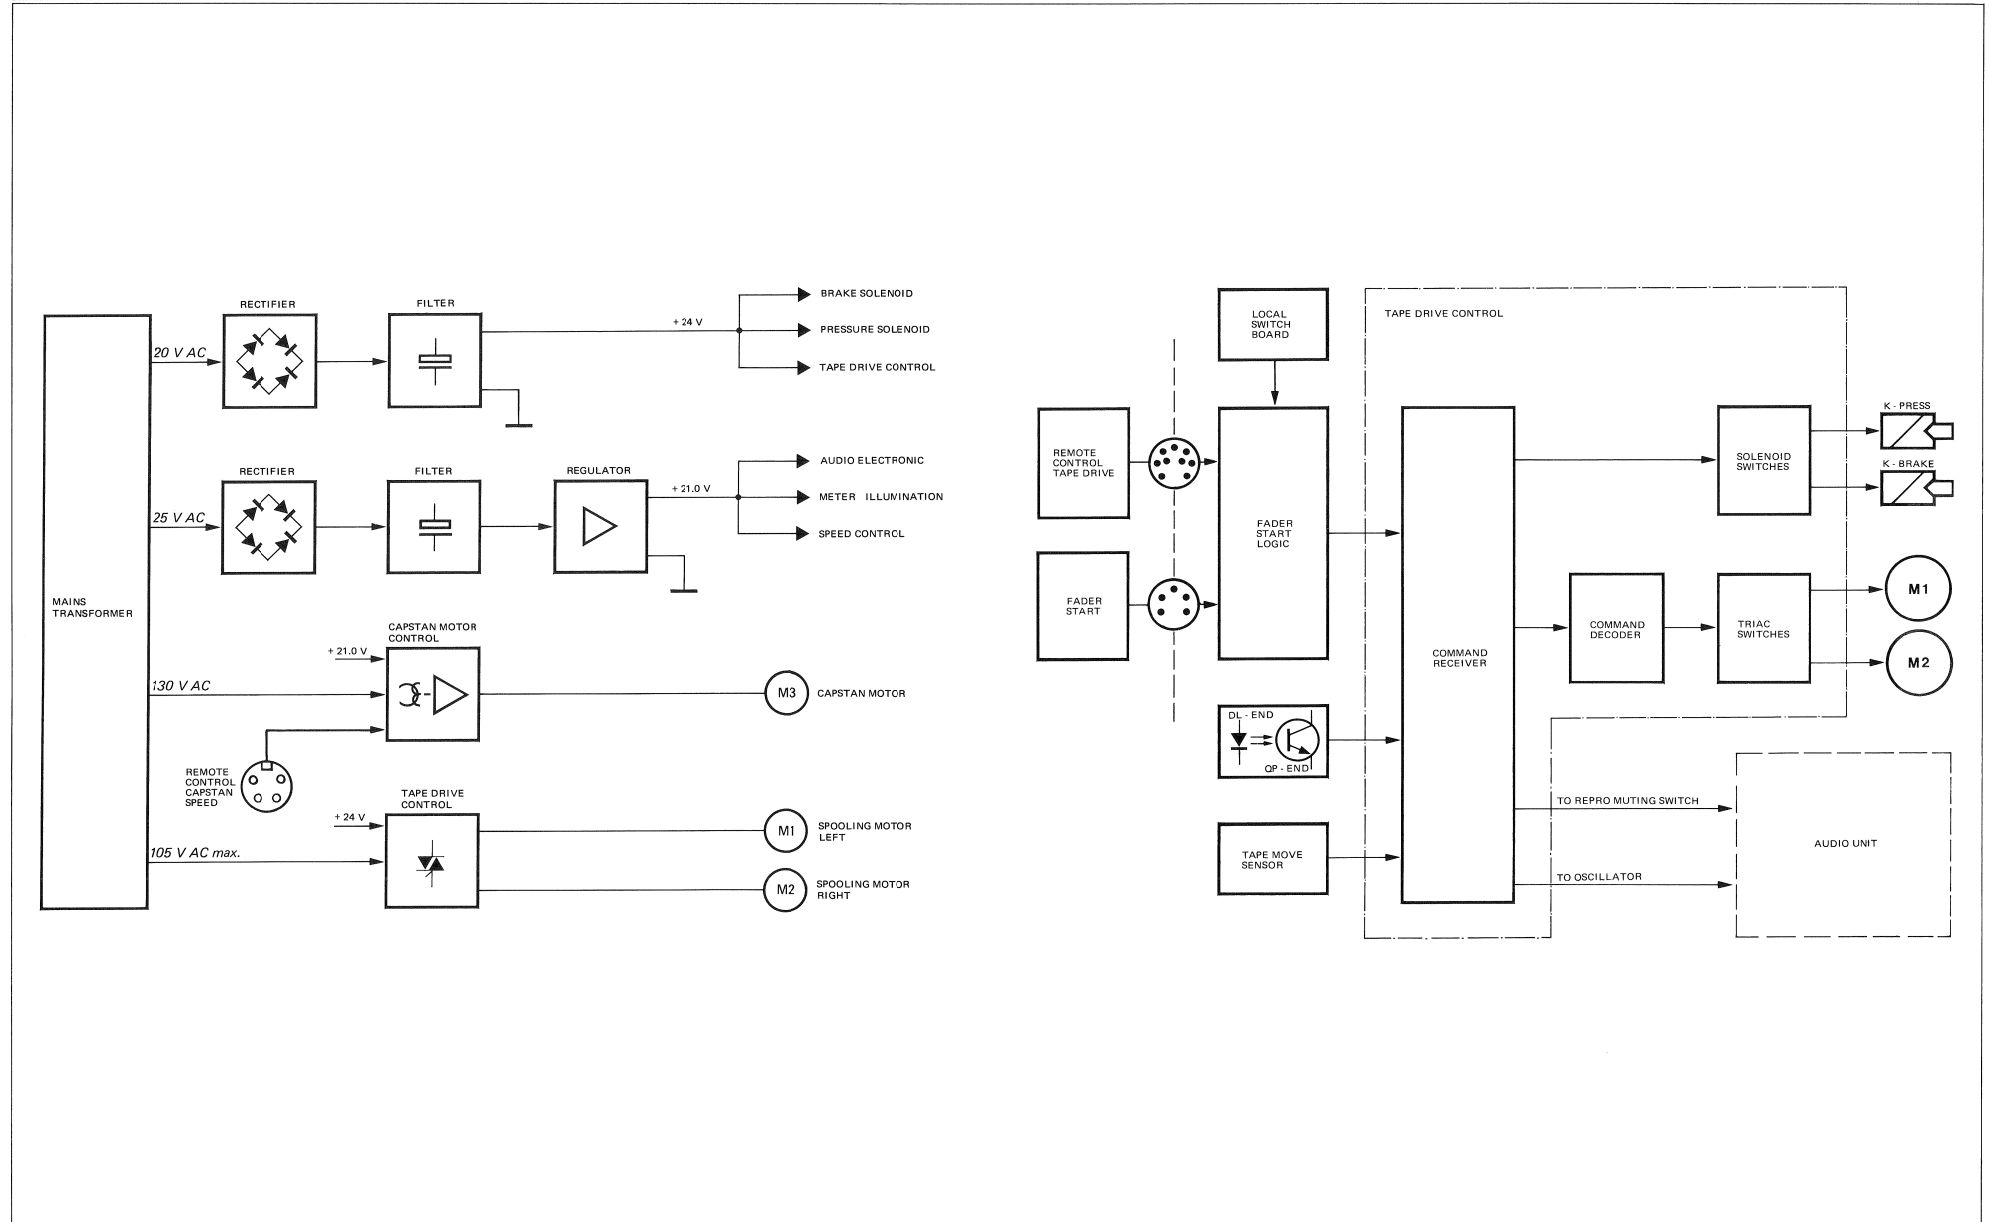 RECTIFIER
FILTER
BRAKE SOLENOID
+ 24 V
PRESSURE SOLENOID
20 V AC
TAPE DRIVE CONTROL
RECTIFIER
FILTER
REGULATOR
AUDIO ELECTRONIC
+ 21.0 V
METER ILLUMINATION
25 V AC
SPEED CONTROL
MAINS
TRANSFORMER
CAPSTAN MOTOR
CONTROL
+ 21.0 V
130 V AC
M3
CAPSTAN MOTOR
REMOTE
CONTROL
CAPSTAN
SPEED
TAPE DRIVE
CONTROL
+ 24 V
M1
SPOOLING MOTOR
LEFT
105 V AC max.
M2
SPOOLING MOTOR
RIGHT
LOCAL
SWITCH
BOARD
TAPE DRIVE CONTROL
REMOTE
CONTROL
TAPE DRIVE
FADER
START
FADER
START
LOGIC
DL - END
QP - END
TAPE MOVE
SENSOR
COMMAND
RECEIVER
SOLENOID
SWITCHES
K - PRESS
K - BRAKE
COMMAND
DECODER
TRIAC
SWITCHES
M1
M2
TO REPRO MUTING SWITCH
TO OSCILLATOR
AUDIO UNIT